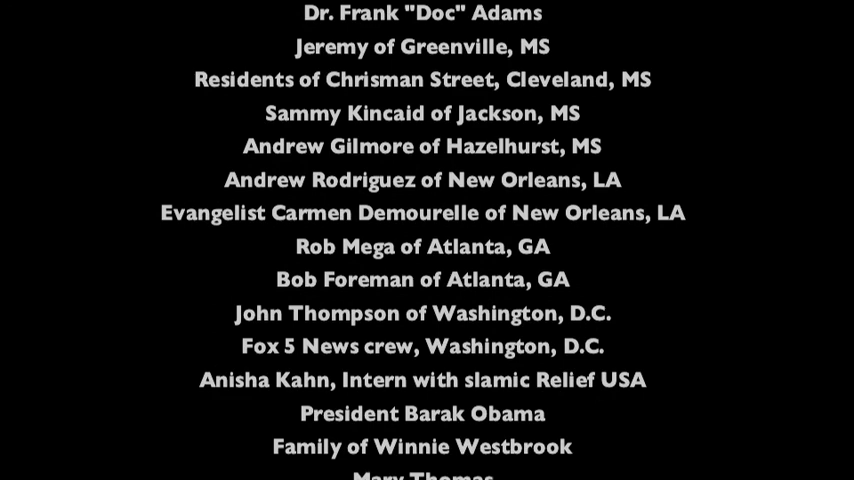 Dr. Frank "Doc" Adams
Jeremy of Greenville, MS
Residents of Chrisman Street, Cleveland, MS
Sammy Kincaid of Jackson, MS
Andrew Gilmore of Hazelhurst, MS
Andrew Rodriguez of New Orleans, LA
Evangelist Carmen Demourelle of New Orleans, LA
Rob Mega of Atlanta, GA
Bob Foreman of Atlanta, GA
John Thompson of Washington, D.C.
Fox 5 News crew, Washington, D.C.
Anisha Kahn, Intern with slamic Relief USA
President Barak Obama
Family of Winnie Westbrook
Mary Thomas